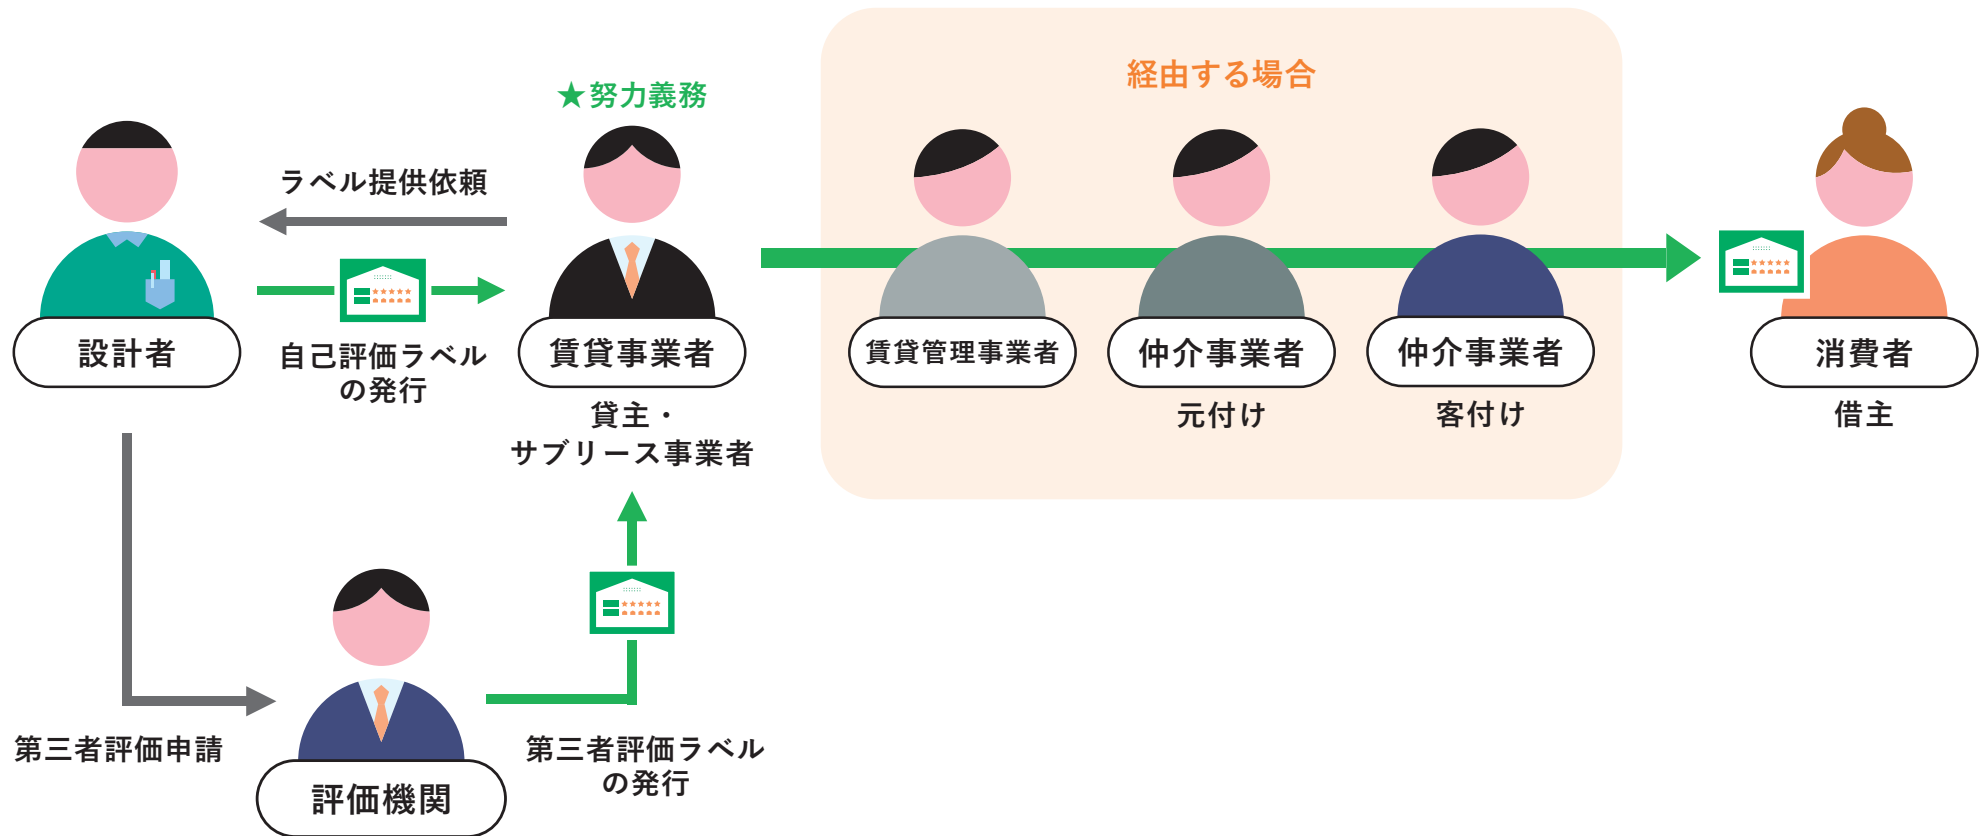 経由する場合
★努力義務
ラベル提供依頼
設計者
自己評価ラベル
の発行
賃貸事業者
貸主・
サブリース事業者
賃貸管理事業者
仲介事業者
元付け
仲介事業者
客付け
消費者
借主
第三者評価申請
評価機関
第三者評価ラベル
の発行